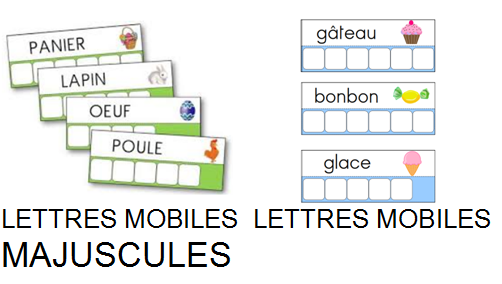 PANIER
LAPIN
OEUF
POULE
gâteau
bonbon
glace
LETTRES MOBILES LETTRES MOBILES
MAJUSCULES